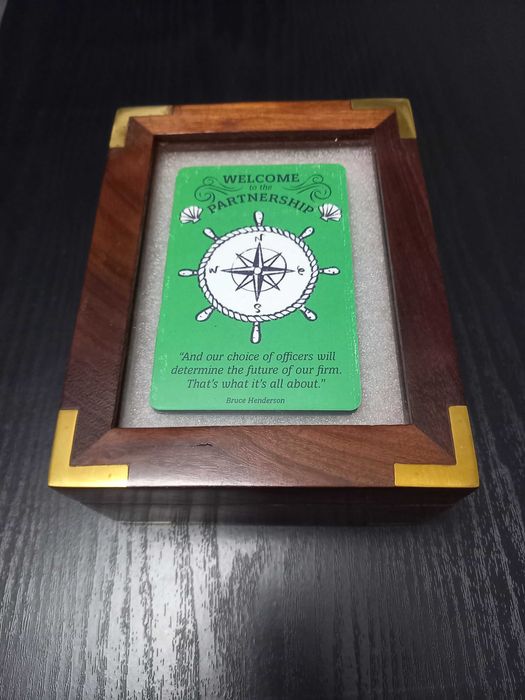 WELCOME
to the
PARTNERSHIP
N
S
"And our choice of officers will
determine the future of our firm.
That's what it's all about."
Bruce Henderson